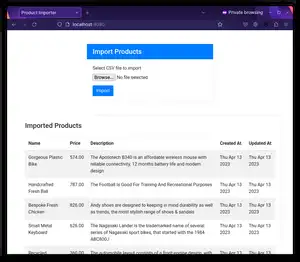 Product Importer
Private browsing
localhost:8080
Import Products
Select CSV file to import
Browse... No file selected
Import
Imported Products
Name Price Description Created At Updated At
Gorgeous Plastic 574.00 The Apollotech B340 is an affordable wireless mouse with Thu Apr 13 Thu Apr 13
Bike reliable connectivity, 12 months battery life and modern 2023 2023
design
Handcrafted 787.00 The Football Is Good For Training And Recreational Purposes Thu Apr 13 Thu Apr 13
Fresh Ball 2023 2023
Bespoke Fresh 826.00 Andy shoes are designed to keeping in mind durability as well Thu Apr 13 Thu Apr 13
Chicken as trends, the most stylish range of shoes & sandals 2023 2023
Small Metal 626.00 The Nagasaki Lander is the trademarked name of several Thu Apr 13 Thu Apr 13
Keyboard series of Nagasaki sport bikes, that started with the 1984 2023 2023
ABC800J
Recycled The automobile layout consists of a front-engine design, with Thu Apr 13 Thu Apr 13